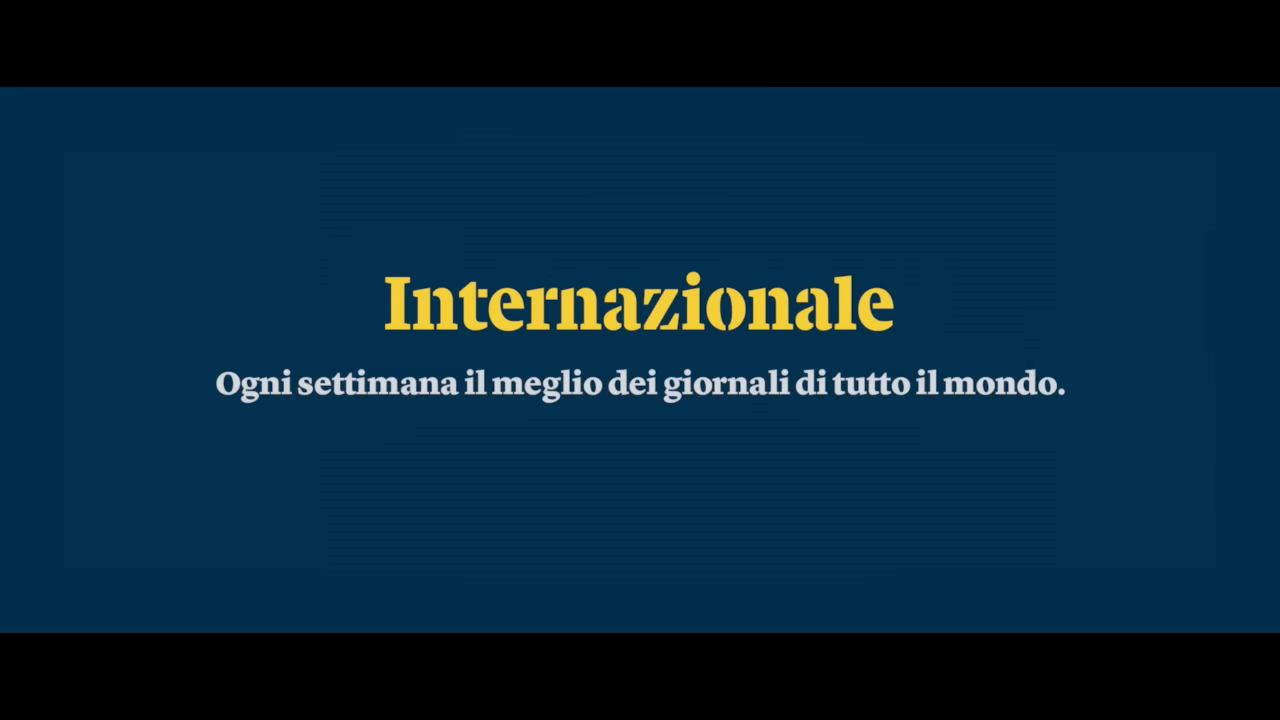 Internazionale
Ogni settimana il meglio dei giornali di tutto il mondo.